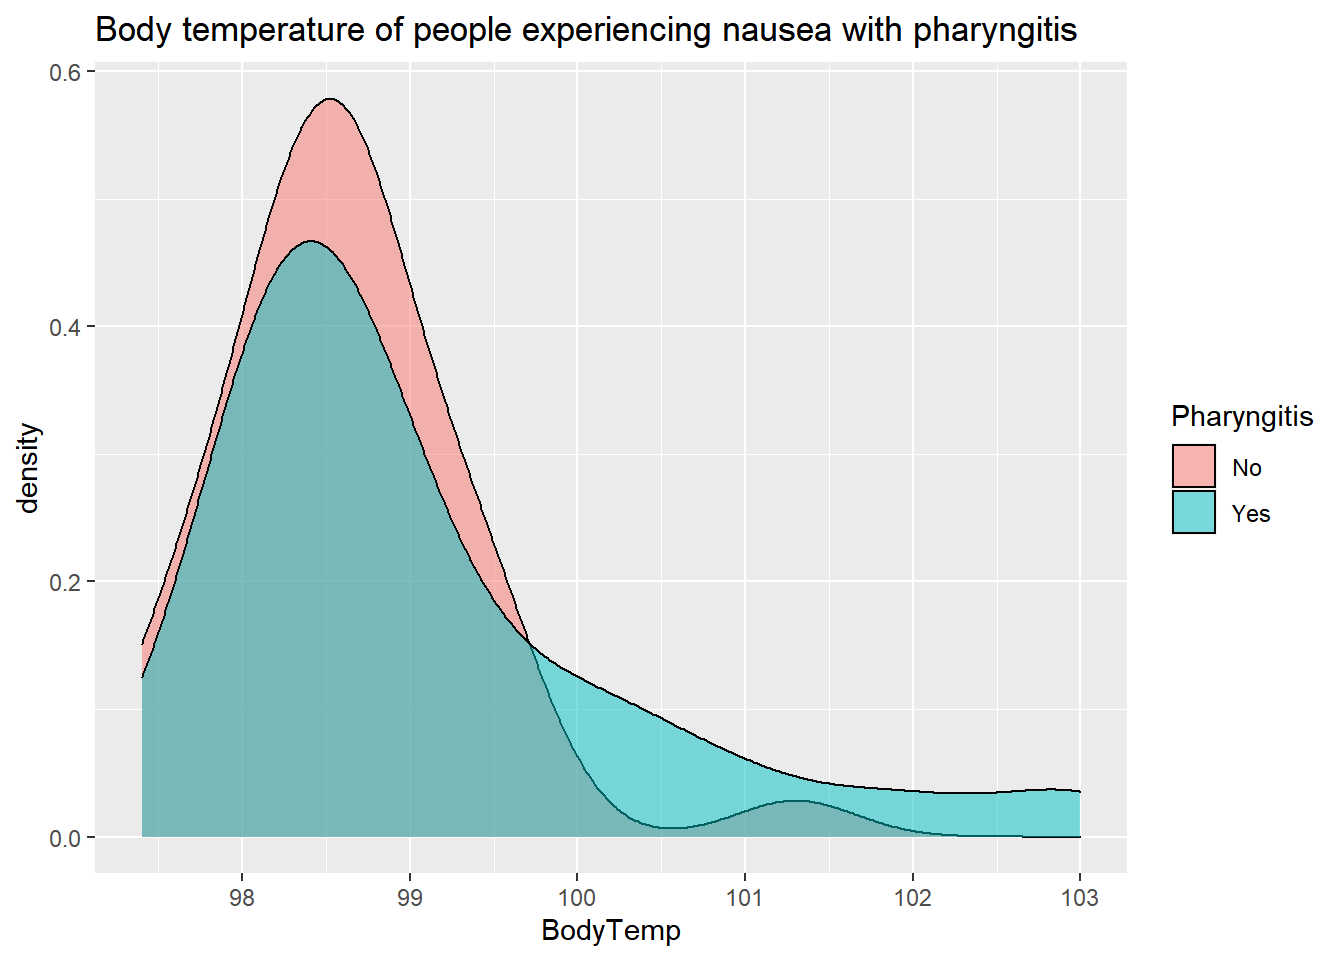 Body temperature of people experiencing nausea with pharyngitis
0.6
0.4
0.2
0.0
density
98 99 100 101 102 103
BodyTemp
Pharyngitis
No
Yes